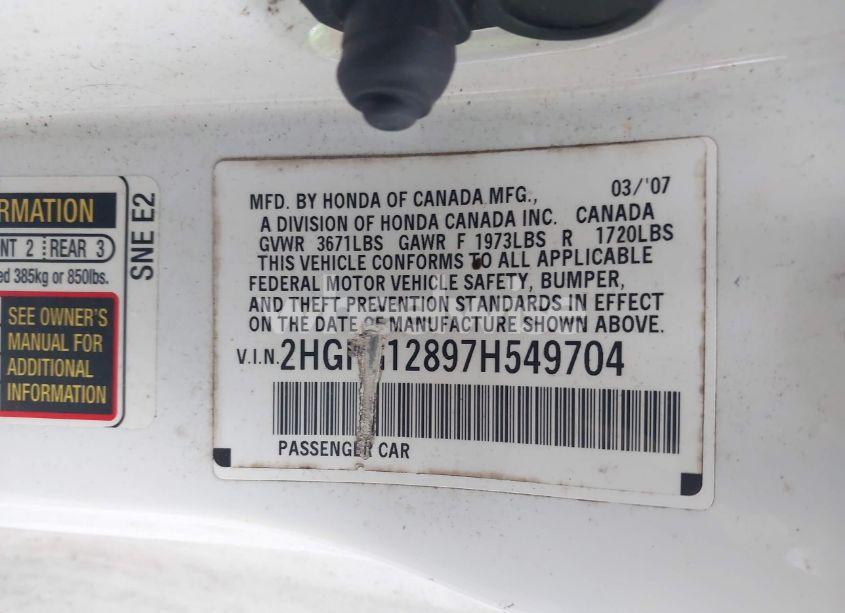 RMATION
NT 2 REAR 3
ed 385kg or 850lbs.
SEE OWNER'S
MANUAL FOR
ADDITIONAL
INFORMATION
SNE E2
MFD. BY HONDA OF CANADA MFG., 03/'07
A DIVISION OF HONDA CANADA INC. CANADA
GVWR 3671LBS GAWR F 1973LBS R 1720LBS
THIS VEHICLE CONFORMS TO ALL APPLICABLE
FEDERAL MOTOR VEHICLE SAFETY, BUMPER,
AND THEFT PREVENTION STANDARDS IN EFFECT
ON THE DATE OF MANUFACTURE SHOWN ABOVE.
V.I.N. 2HGF 12897H549704
PASSENGER CAR